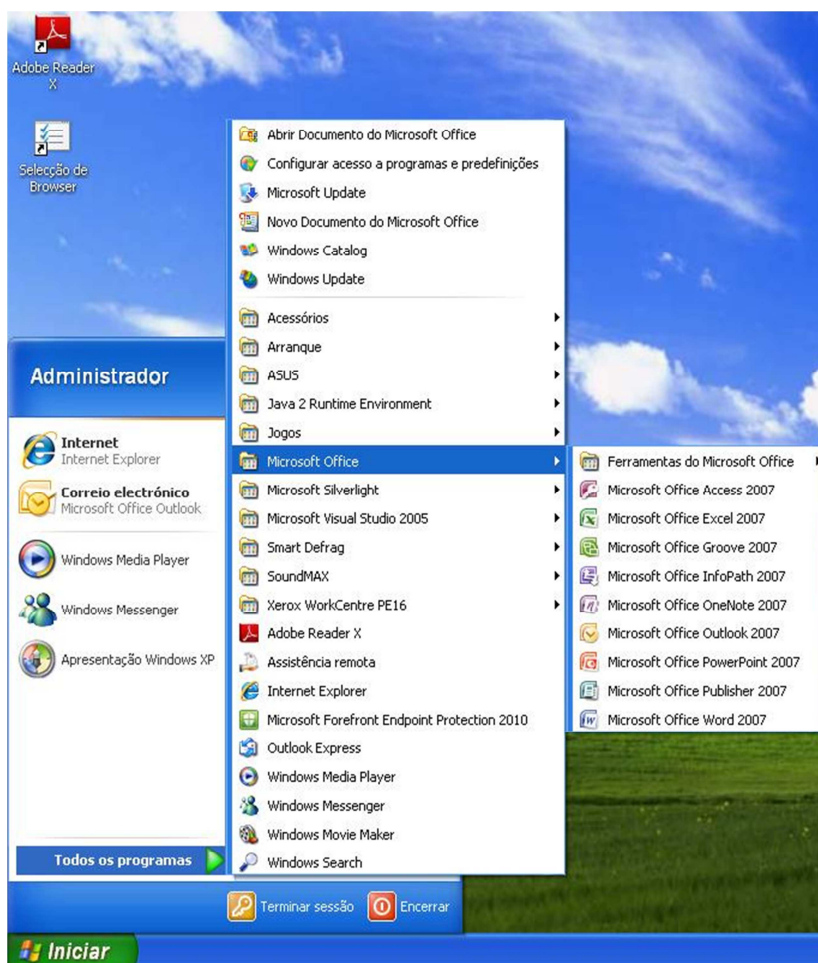 Adobe Reader
X
Selecção de
Browser
Abrir Documento do Microsoft Office
Configurar acesso a programas e predefinições
Microsoft Update
Novo Documento do Microsoft Office
Windows Catalog
Windows Update
Acessórios
Arranque
ASUS
Java 2 Runtime Environment
Jogos
Microsoft Office
Microsoft Silverlight
Microsoft Visual Studio 2005
Smart Defrag
SoundMAX
Xerox WorkCentre PE16
Adobe Reader X
Assistência remota
Internet Explorer
Microsoft Forefront Endpoint Protection 2010
Outlook Express
Windows Media Player
Windows Messenger
Windows Movie Maker
Windows Search
Ferramentas do Microsoft Office
Microsoft Office Access 2007
Microsoft Office Excel 2007
Microsoft Office Groove 2007
Microsoft Office InfoPath 2007
Microsoft Office OneNote 2007
Microsoft Office Outlook 2007
Microsoft Office PowerPoint 2007
Microsoft Office Publisher 2007
Microsoft Office Word 2007
Administrador
Internet
Internet Explorer
Correio electrónico
Microsoft Office Outlook
Windows Media Player
Windows Messenger
Apresentação Windows XP
Todos os programas
Terminar sessão
Encerrar
Iniciar